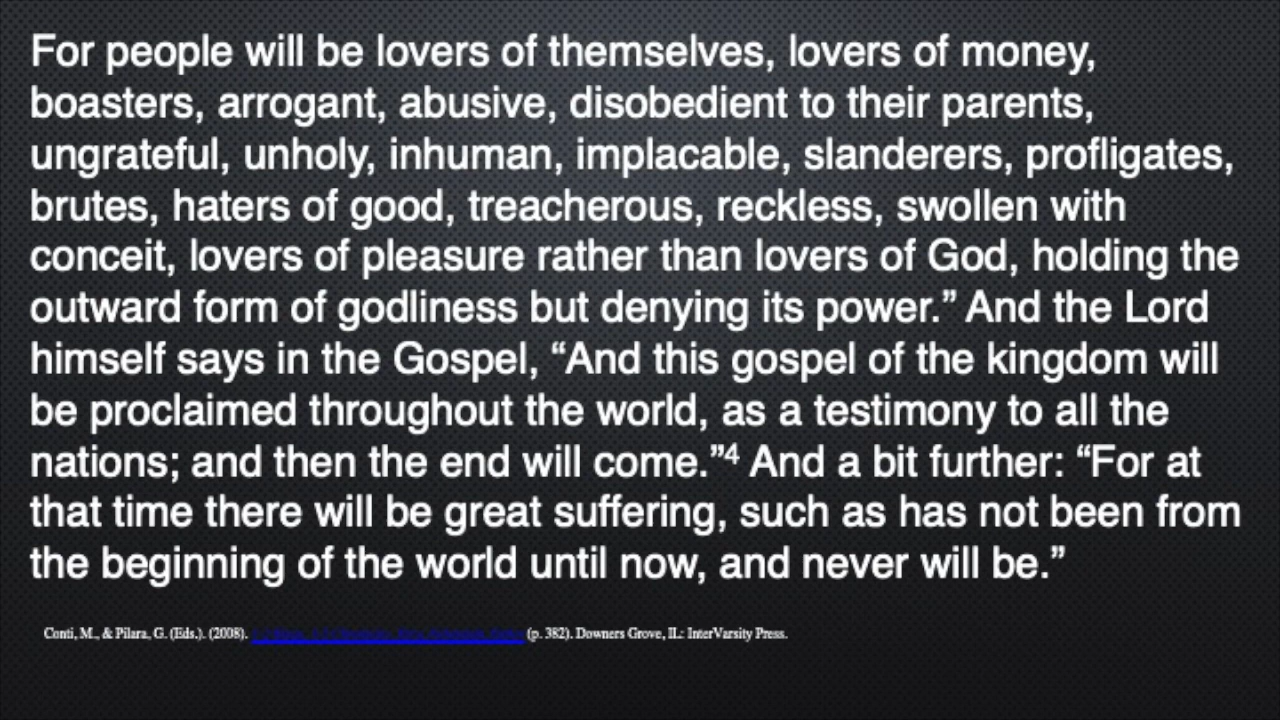 For people will be lovers of themselves, lovers of money,
boasters, arrogant, abusive, disobedient to their parents,
ungrateful, unholy, inhuman, implacable, slanderers, profligates,
brutes, haters of good, treacherous, reckless, swollen with
conceit, lovers of pleasure rather than lovers of God, holding the
outward form of godliness but denying its power.” And the Lord
himself says in the Gospel, “And this gospel of the kingdom will
be proclaimed throughout the world, as a testimony to all the
nations; and then the end will come.”⁴ And a bit further: “For at
that time there will be great suffering, such as has not been from
the beginning of the world until now, and never will be.”
Conti, M., & Pilara, G. (Eds.). (2008). (p. 382). Downers Grove, IL: InterVarsity Press.